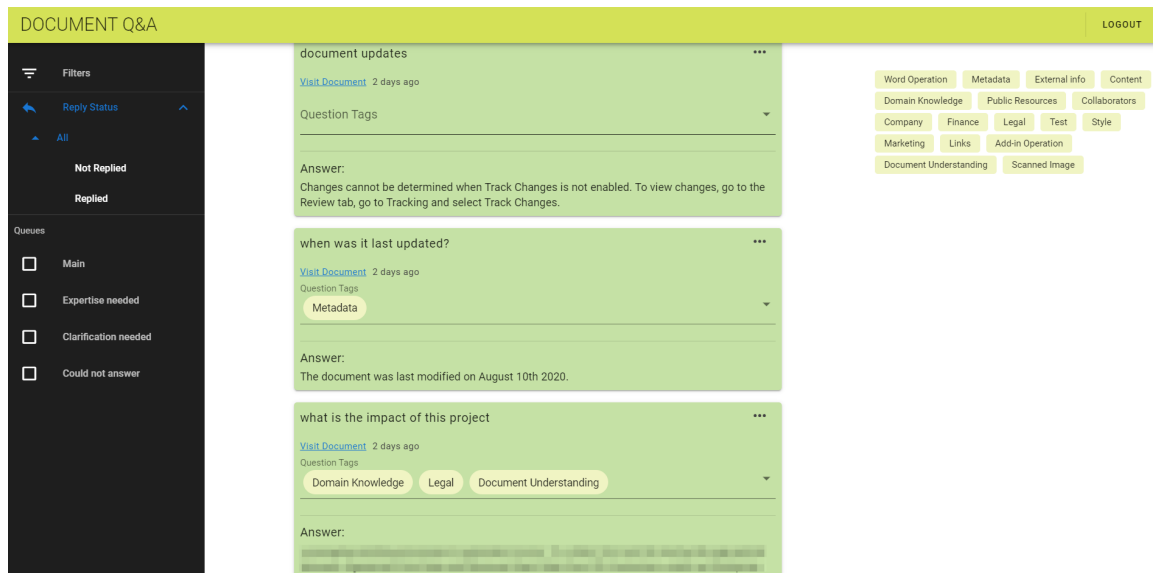 DOCUMENT Q&A
LOGOUT
Filters
Reply Status
All
Not Replied
Replied
Queues
Main
Expertise needed
Clarification needed
Could not answer
document updates
Visit Document 2 days ago
Question Tags
Answer:
Changes cannot be determined when Track Changes is not enabled. To view changes, go to the
Review tab, go to Tracking and select Track Changes.
when was it last updated?
Visit Document 2 days ago
Question Tags
Metadata
Answer:
The document was last modified on August 10th 2020.
what is the impact of this project
Visit Document 2 days ago
Question Tags
Domain Knowledge Legal Document Understanding
Answer:
Word Operation Metadata External info Content
Domain Knowledge Public Resources Collaborators
Company Finance Legal Test Style
Marketing Links Add-in Operation
Document Understanding Scanned Image